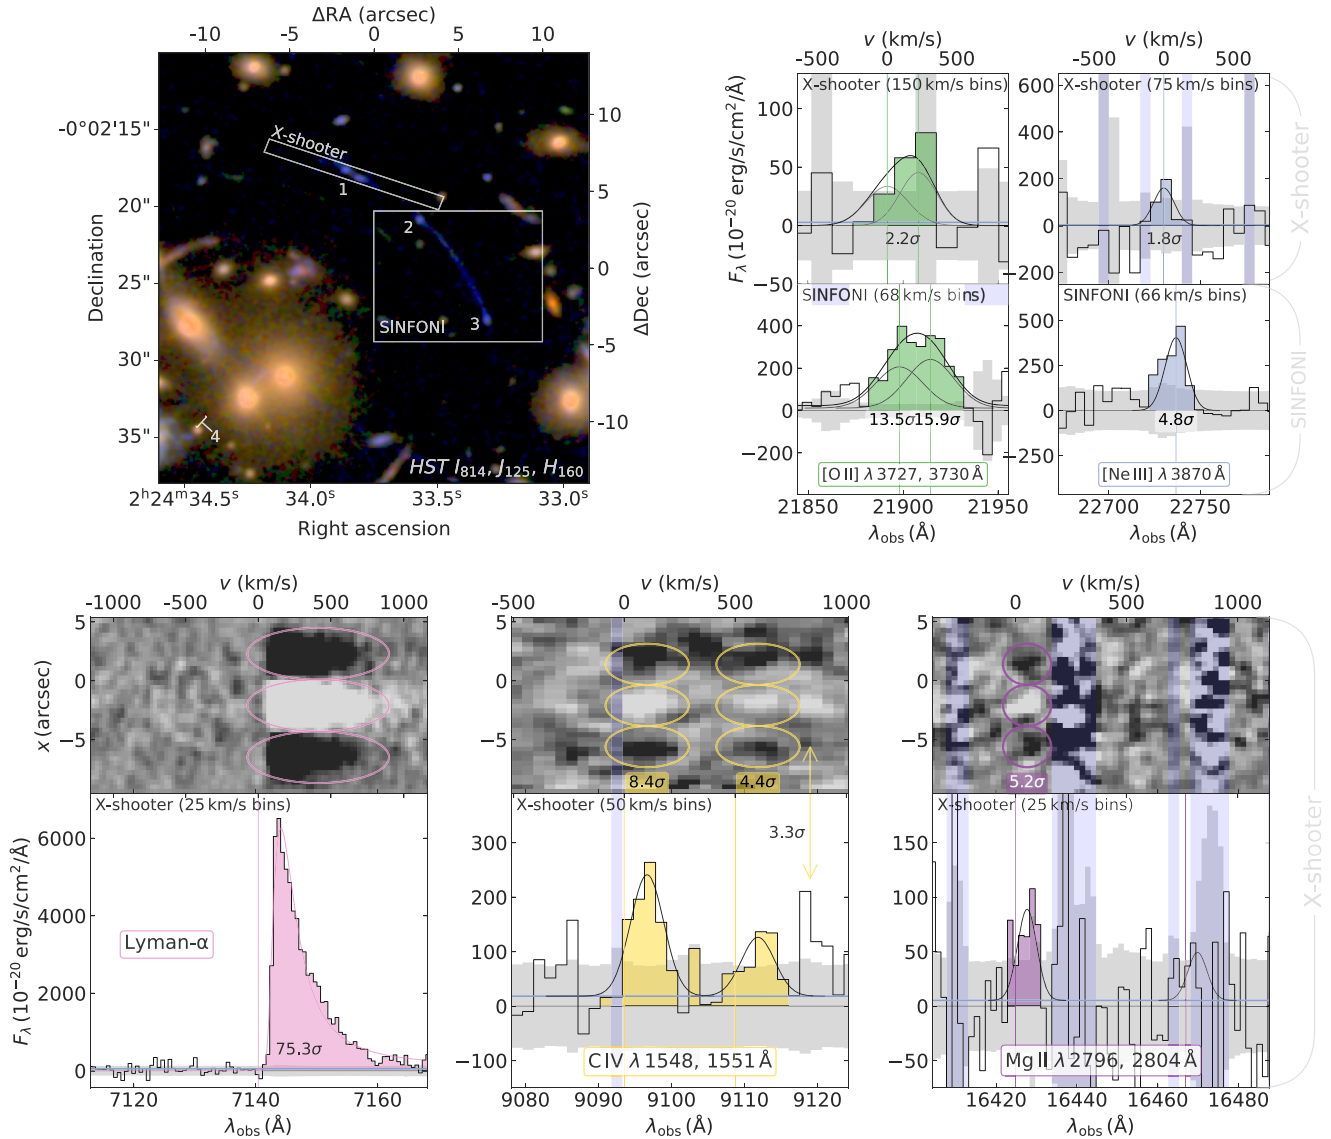 ΔRA (arcsec)
−10 −5 0 5 10
X-shooter
1
2
3
4
SINFONI
HST I814, J125, H160
-0°02'15"
20"
25"
30"
35"
Declination
10
5
0
−5
−10
ΔDec (arcsec)
2h24m34.5s 34.0s 33.5s 33.0s
Right ascension
v (km/s)
-500 0 500
X-shooter (150 km/s bins)
100
50
0
−50
2.2σ
Fλ (10−20 erg/s/cm2/Å)
SINFONI (68 km/s bins)
400
200
0
−200
13.5σ 15.9σ
[O II] λ 3727, 3730 Å
21850 21900 21950
λobs (Å)
v (km/s)
-500 0 500
X-shooter (75 km/s bins)
600
400
200
0
−200
1.8σ
X-shooter
SINFONI (66 km/s bins)
500
0
4.8σ
[Ne III] λ 3870 Å
22700 22750
λobs (Å)
SINFONI
v (km/s)
-1000 -500 0 500 1000
5
0
−5
x (arcsec)
X-shooter (25 km/s bins)
6000
4000
2000
0
Fλ (10−20 erg/s/cm2/Å)
Lyman-α
75.3σ
7120 7140 7160
λobs (Å)
v (km/s)
-500 0 500 1000
5
0
−5
8.4σ 4.4σ
X-shooter (50 km/s bins)
3.3σ
300
200
100
0
−100
C IV λ 1548, 1551 Å
9080 9090 9100 9110 9120
λobs (Å)
v (km/s)
0 500 1000
5
0
−5
5.2σ
X-shooter (25 km/s bins)
150
100
50
0
−50
Mg II λ 2796, 2804 Å
16420 16440 16460 16480
λobs (Å)
X-shooter